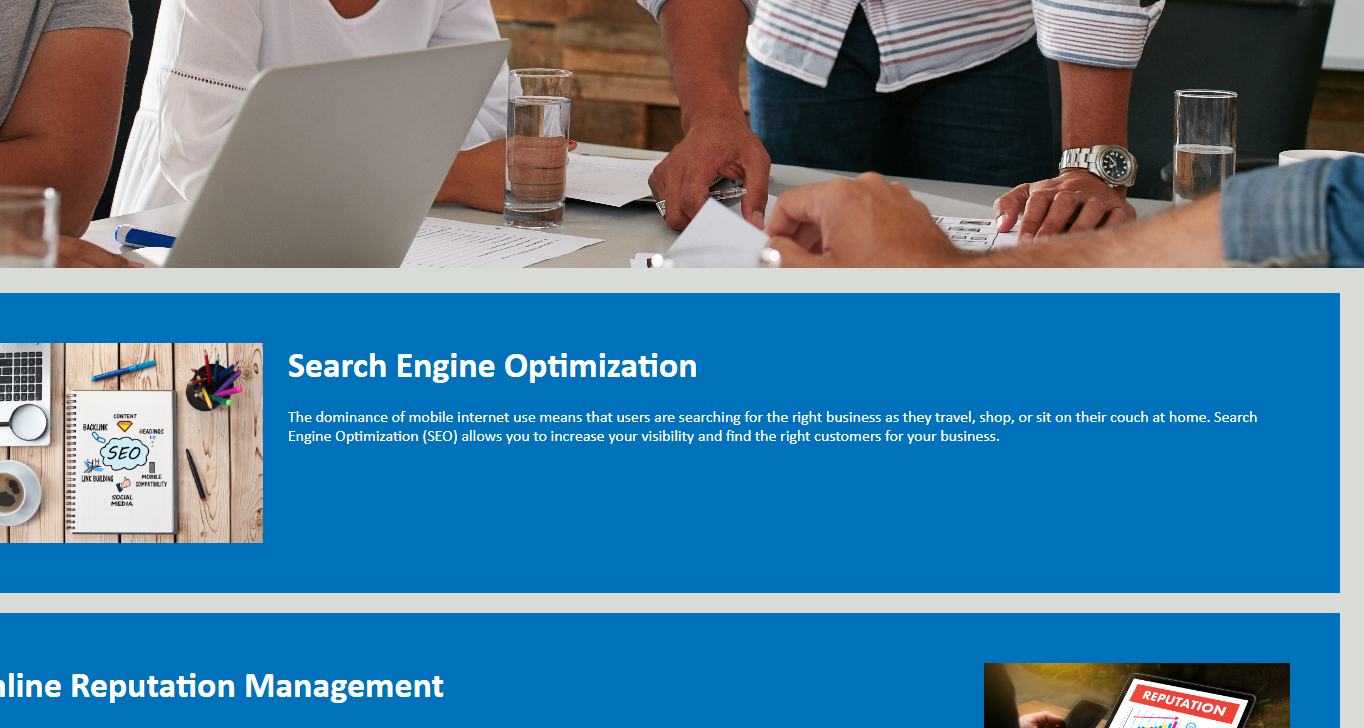 Search Engine Optimization
The dominance of mobile internet use means that users are searching for the right business as they travel, shop, or sit on their couch at home. Search
Engine Optimization (SEO) allows you to increase your visibility and find the right customers for your business.
CONTENT
BACKLINK
HEADINGS
SEO
LINK BUILDING
MOBILE
COMPATIBILITY
SOCIAL
MEDIA
nline Reputation Management
REPUTATION